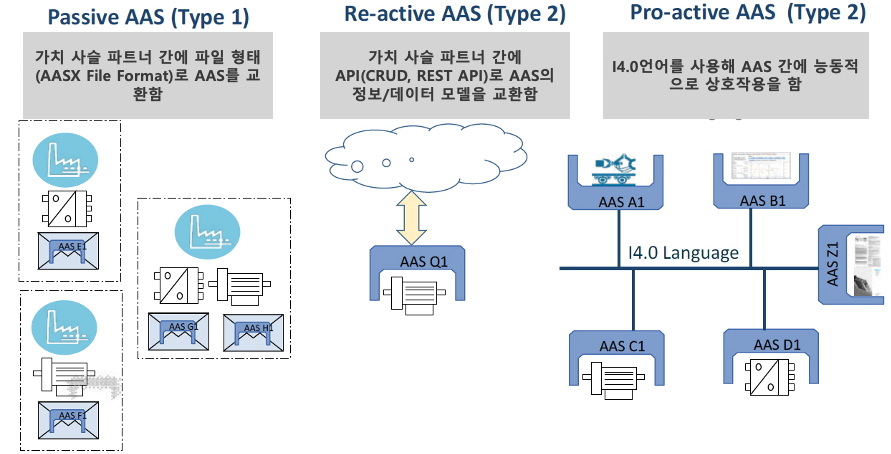 Passive AAS (Type 1)
가치 사슬 파트너 간에 파일 형태
(AASX File Format)로 AAS를 교
환함
AAS E1
AAS G1
AAS H1
AAS F1
Re-active AAS (Type 2)
가치 사슬 파트너 간에
API(CRUD, REST API)로 AAS의
정보/데이터 모델을 교환함
AAS Q1
Pro-active AAS (Type 2)
I4.0언어를 사용해 AAS 간에 능동적
으로 상호작용을 함
AAS A1
AAS B1
I4.0 Language
AAS Z1
AAS C1
AAS D1